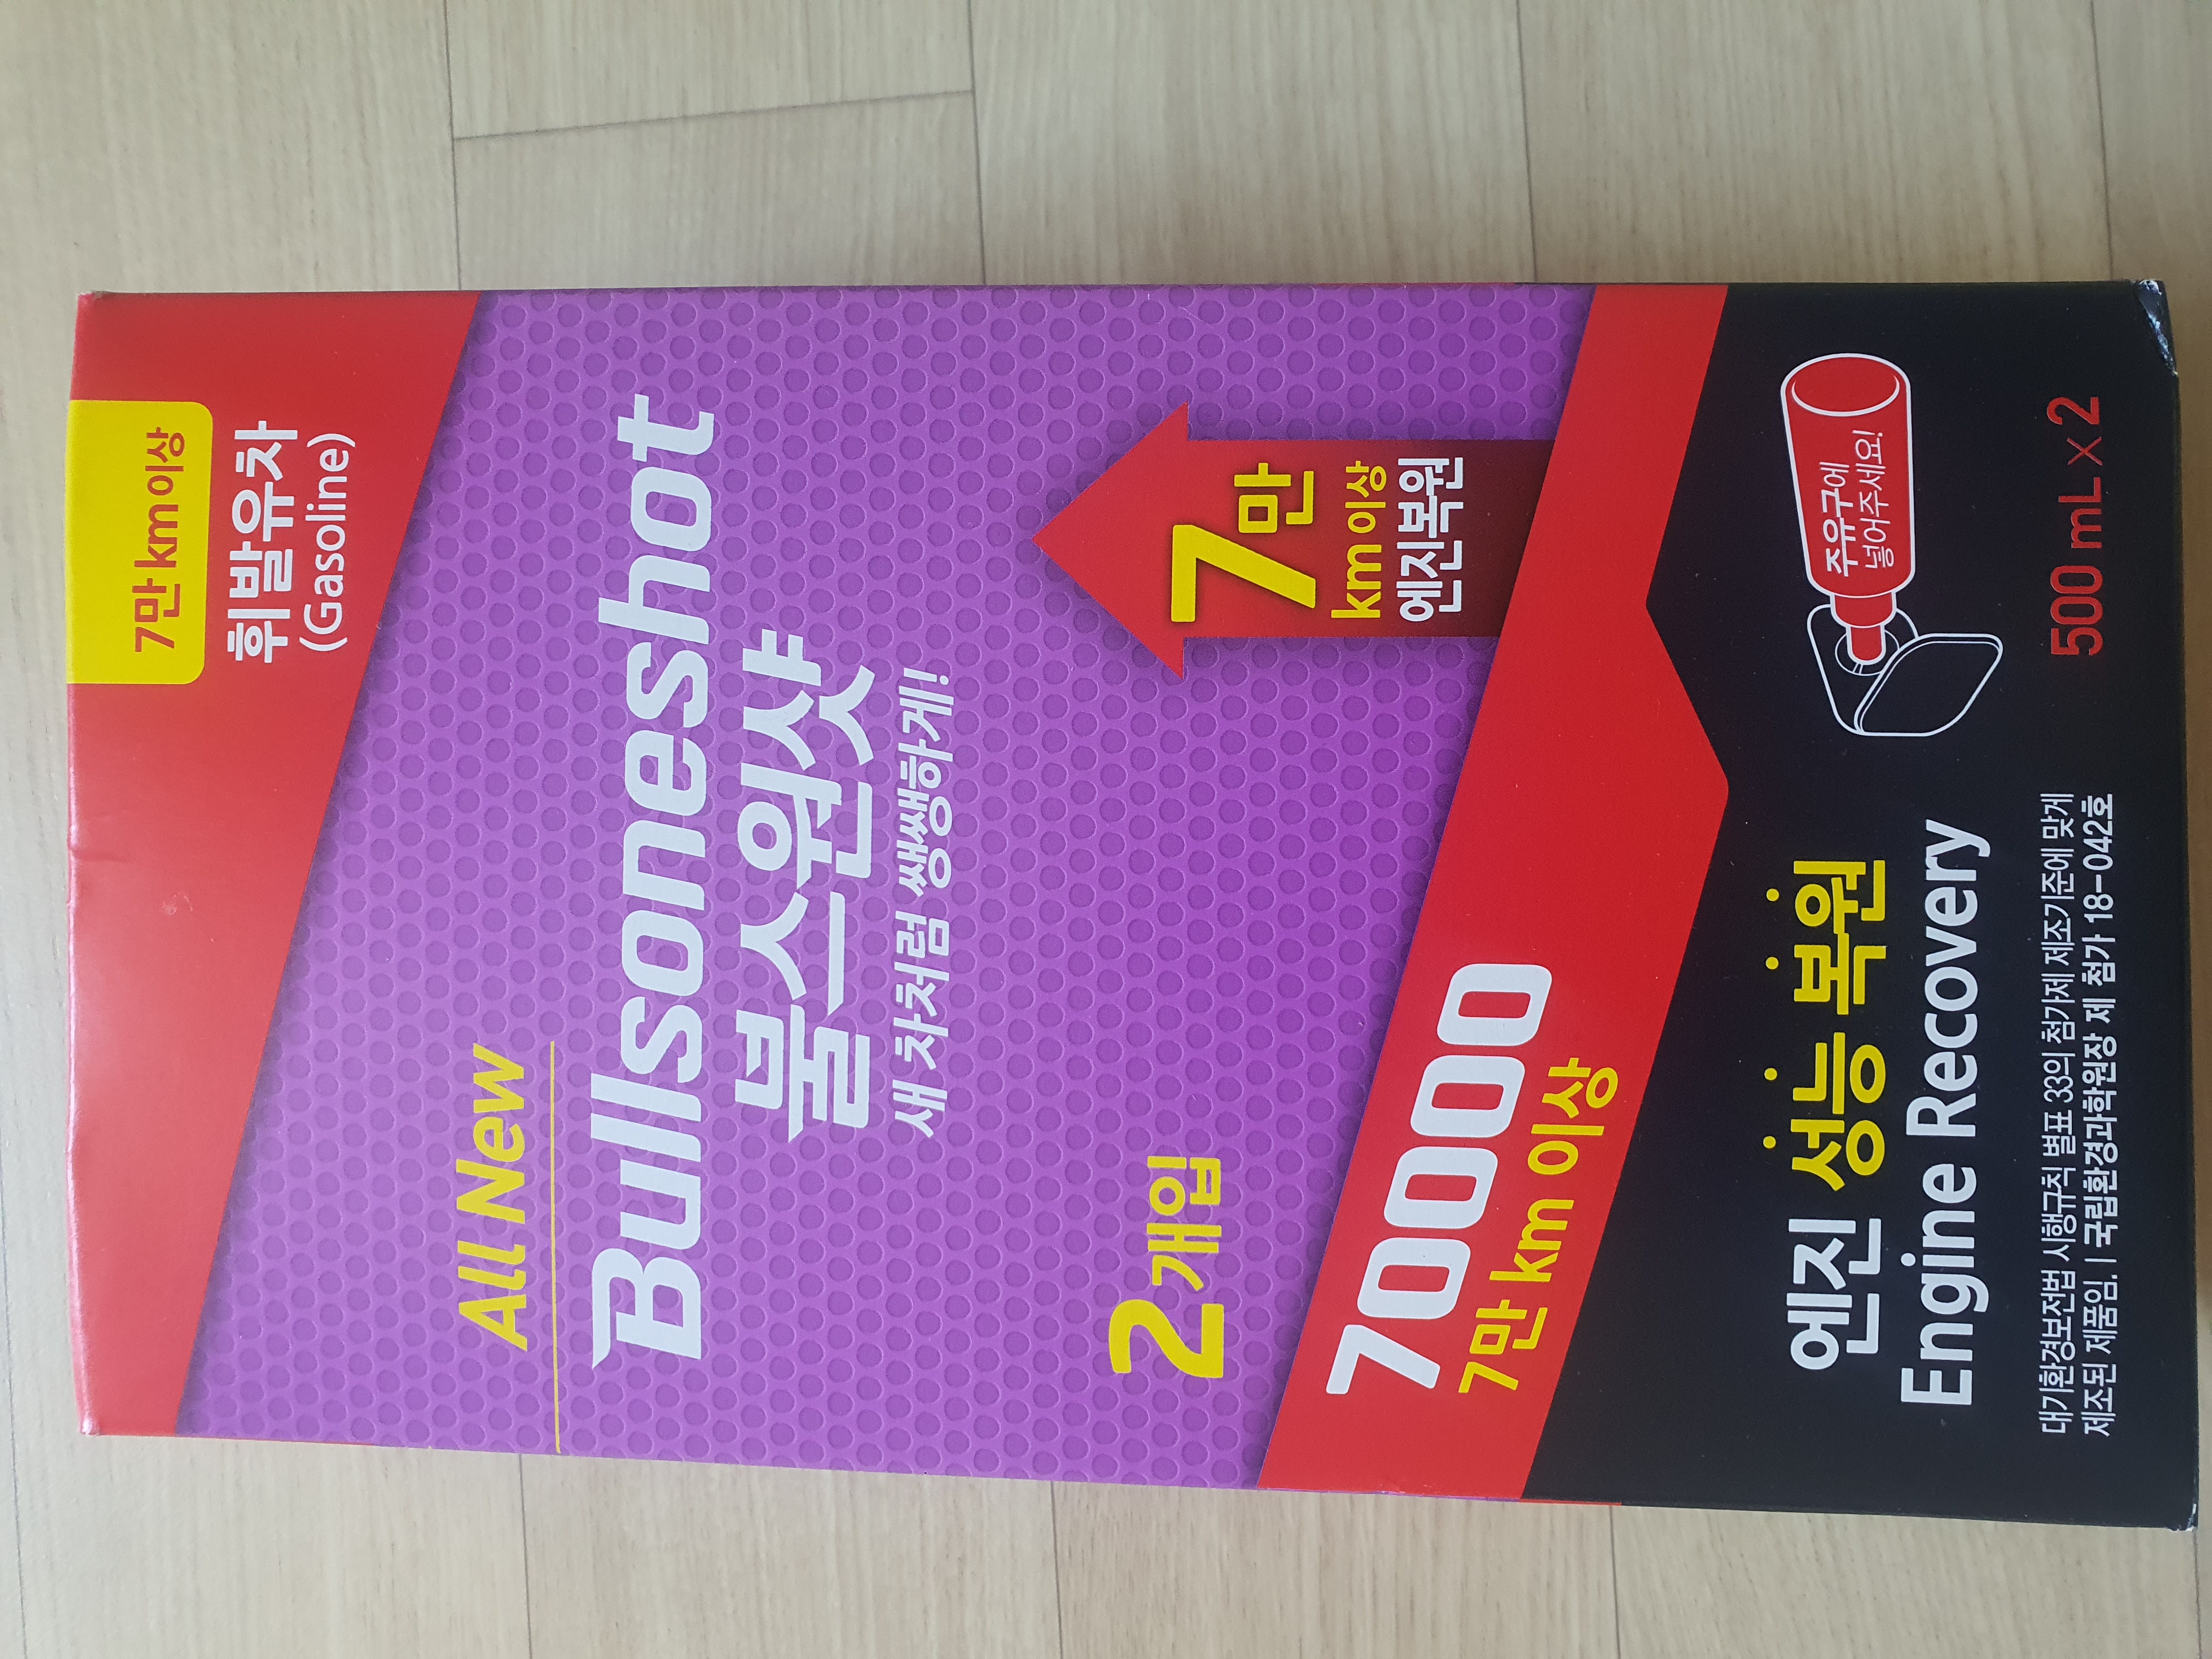 7만 km 이상
휘발유차
(Gasoline)
All New
Bullsoneshot
불스원샷
새 차처럼 쌩쌩하게!
2개입
7만
km 이상
엔진복원
70000
7만 km 이상
엔진 성능 복원
Engine Recovery
주유구에
넣어주세요!
대기환경보전법 시행규칙 별표 33의 첨가제 제조기준에 맞게
제조된 제품임. | 국립환경과학원장 제 첨가 18-042호
500 mL × 2